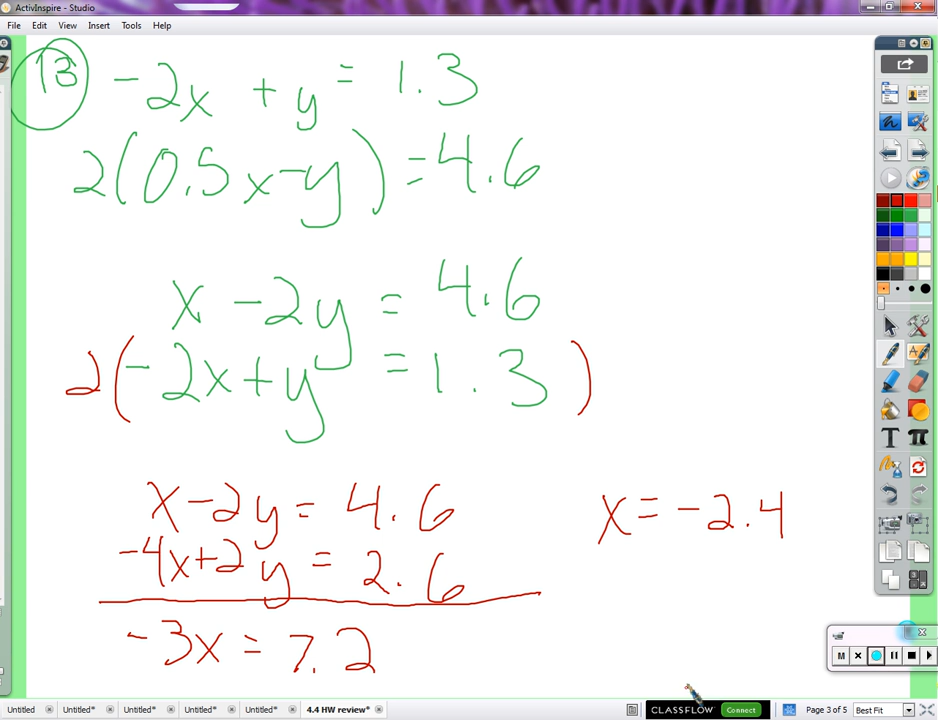 ActivInspire - Studio
File Edit View Insert Tools Help
13 -2x + y = 1.3
2(0.5x-y) = 4.6
x - 2y = 4.6
2(-2x+y = 1.3)
x - 2y = 4.6
-4x+2y = 2.6
-3x = 7.2
x = -2.4
M
Untitled Untitled* Untitled* Untitled* Untitled* 4.4 HW review* CLASSFLOW Connect Page 3 of 5 Best Fit